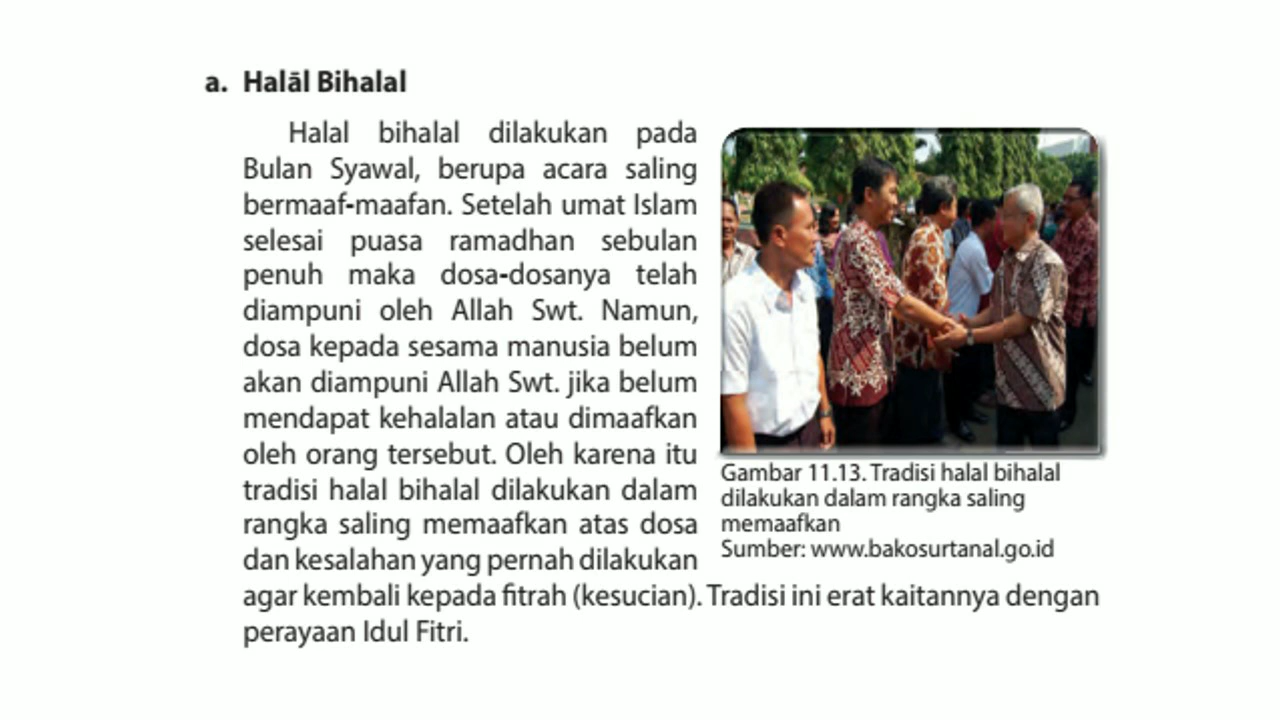 a. Halāl Bihalal
Halal bihalal dilakukan pada
Bulan Syawal, berupa acara saling
bermaaf-maafan. Setelah umat Islam
selesai puasa ramadhan sebulan
penuh maka dosa-dosanya telah
diampuni oleh Allah Swt. Namun,
dosa kepada sesama manusia belum
akan diampuni Allah Swt. jika belum
mendapat kehalalan atau dimaafkan
oleh orang tersebut. Oleh karena itu
tradisi halal bihalal dilakukan dalam
rangka saling memaafkan atas dosa
dan kesalahan yang pernah dilakukan
agar kembali kepada fitrah (kesucian). Tradisi ini erat kaitannya dengan
perayaan Idul Fitri.
Gambar 11.13. Tradisi halal bihalal
dilakukan dalam rangka saling
memaafkan
Sumber: www.bakosurtanal.go.id